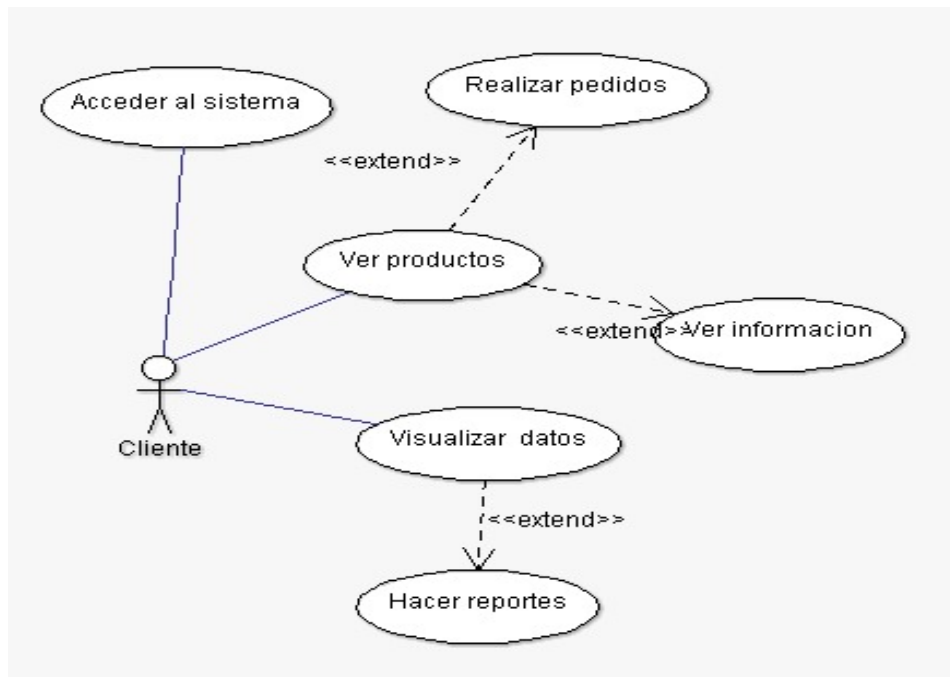 Realizar pedidos
Acceder al sistema
<<extend>>
Ver productos
<<extend>>
Ver informacion
Cliente
Visualizar datos
<<extend>>
Hacer reportes